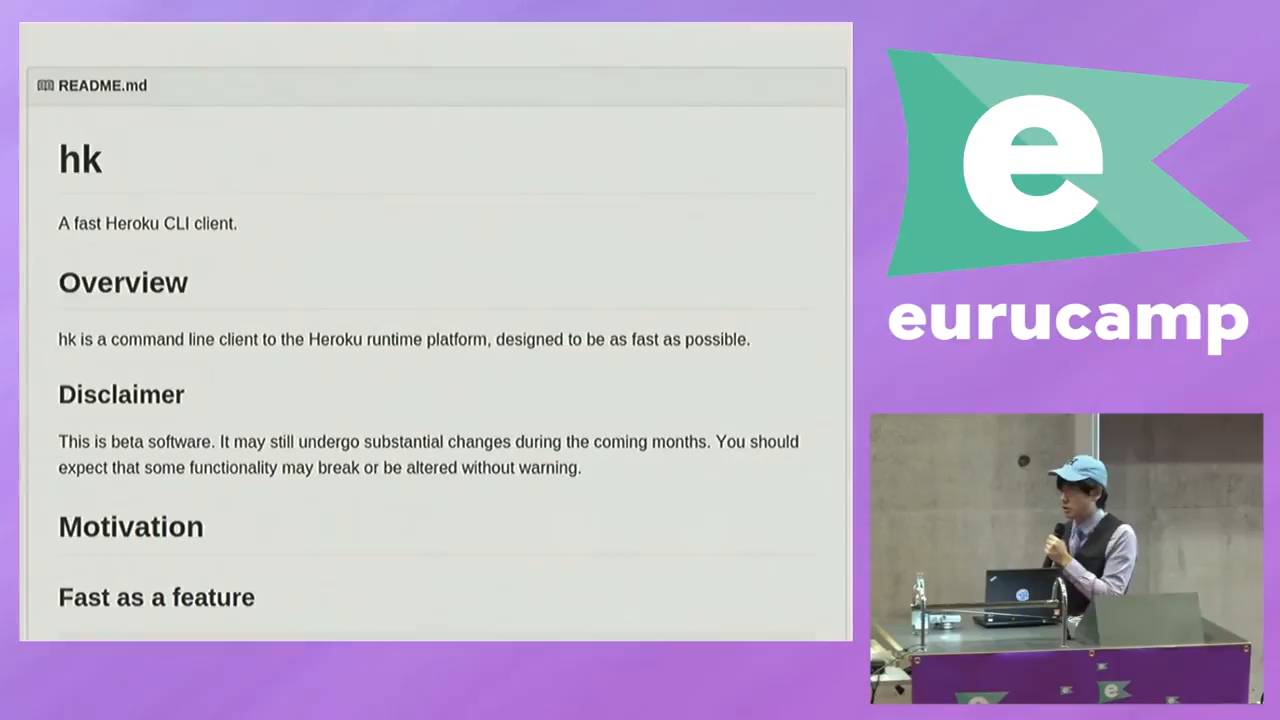 README.md
hk
A fast Heroku CLI client.
Overview
hk is a command line client to the Heroku runtime platform, designed to be as fast as possible.
Disclaimer
This is beta software. It may still undergo substantial changes during the coming months. You should
expect that some functionality may break or be altered without warning.
Motivation
Fast as a feature
e
eurucamp
e